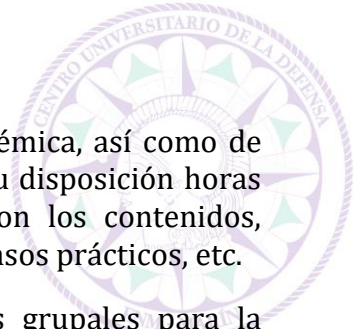 UNIVERSITARIO DE LA DEFENSA
émica, así como de
u disposición horas
on los contenidos,
asos prácticos, etc.
s grupales para la